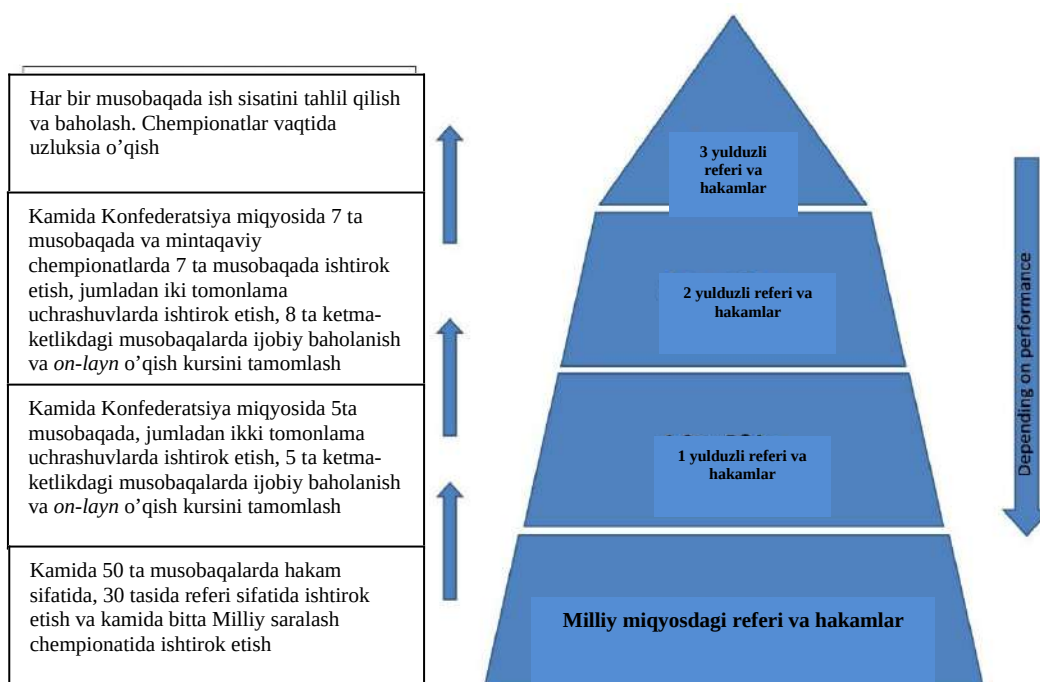 Har bir musobaqada ish sisatini tahlil qilish
va baholash. Chempionatlar vaqtida
uzluksia o’qish
Kamida Konfederatsiya miqyosida 7 ta
musobaqada va mintaqaviy
chempionatlarda 7 ta musobaqada ishtirok
etish, jumladan iki tomonlama
uchrashuvlarda ishtirok etish, 8 ta ketma-
ketlikdagi musobaqalarda ijobiy baholanish
va on-layn o’qish kursini tamomlash
Kamida Konfederatsiya miqyosida 5ta
musobaqada, jumladan ikki tomonlama
uchrashuvlarda ishtirok etish, 5 ta ketma-
ketlikdagi musobaqalarda ijobiy baholanish
va on-layn o’qish kursini tamomlash
Kamida 50 ta musobaqalarda hakam
sifatida, 30 tasida referi sifatida ishtirok
etish va kamida bitta Milliy saralash
chempionatida ishtirok etish
3 yulduzli
referi va
hakamlar
2 yulduzli referi va
hakamlar
1 yulduzli referi va
hakamlar
Milliy miqyosdagi referi va hakamlar
Depending on performance